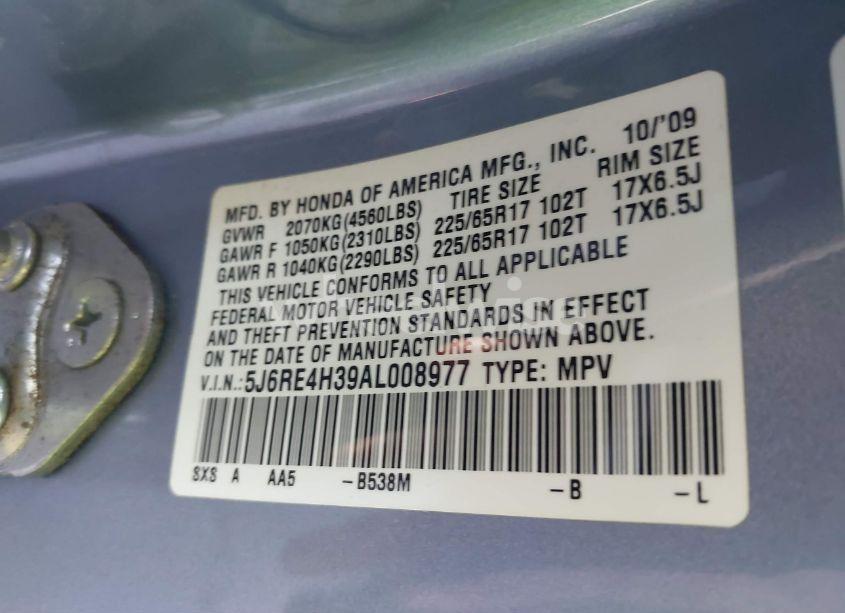 MFD. BY HONDA OF AMERICA MFG., INC. 10/'09
GVWR 2070KG(4560LBS) TIRE SIZE RIM SIZE
GAWR F 1050KG(2310LBS) 225/65R17 102T 17X6.5J
GAWR R 1040KG(2290LBS) 225/65R17 102T 17X6.5J
THIS VEHICLE CONFORMS TO ALL APPLICABLE
FEDERAL MOTOR VEHICLE SAFETY
AND THEFT PREVENTION STANDARDS IN EFFECT
ON THE DATE OF MANUFACTURE SHOWN ABOVE.
V.I.N.:5J6RE4H39AL008977 TYPE: MPV
SXS A AA5 -B538M -B -L